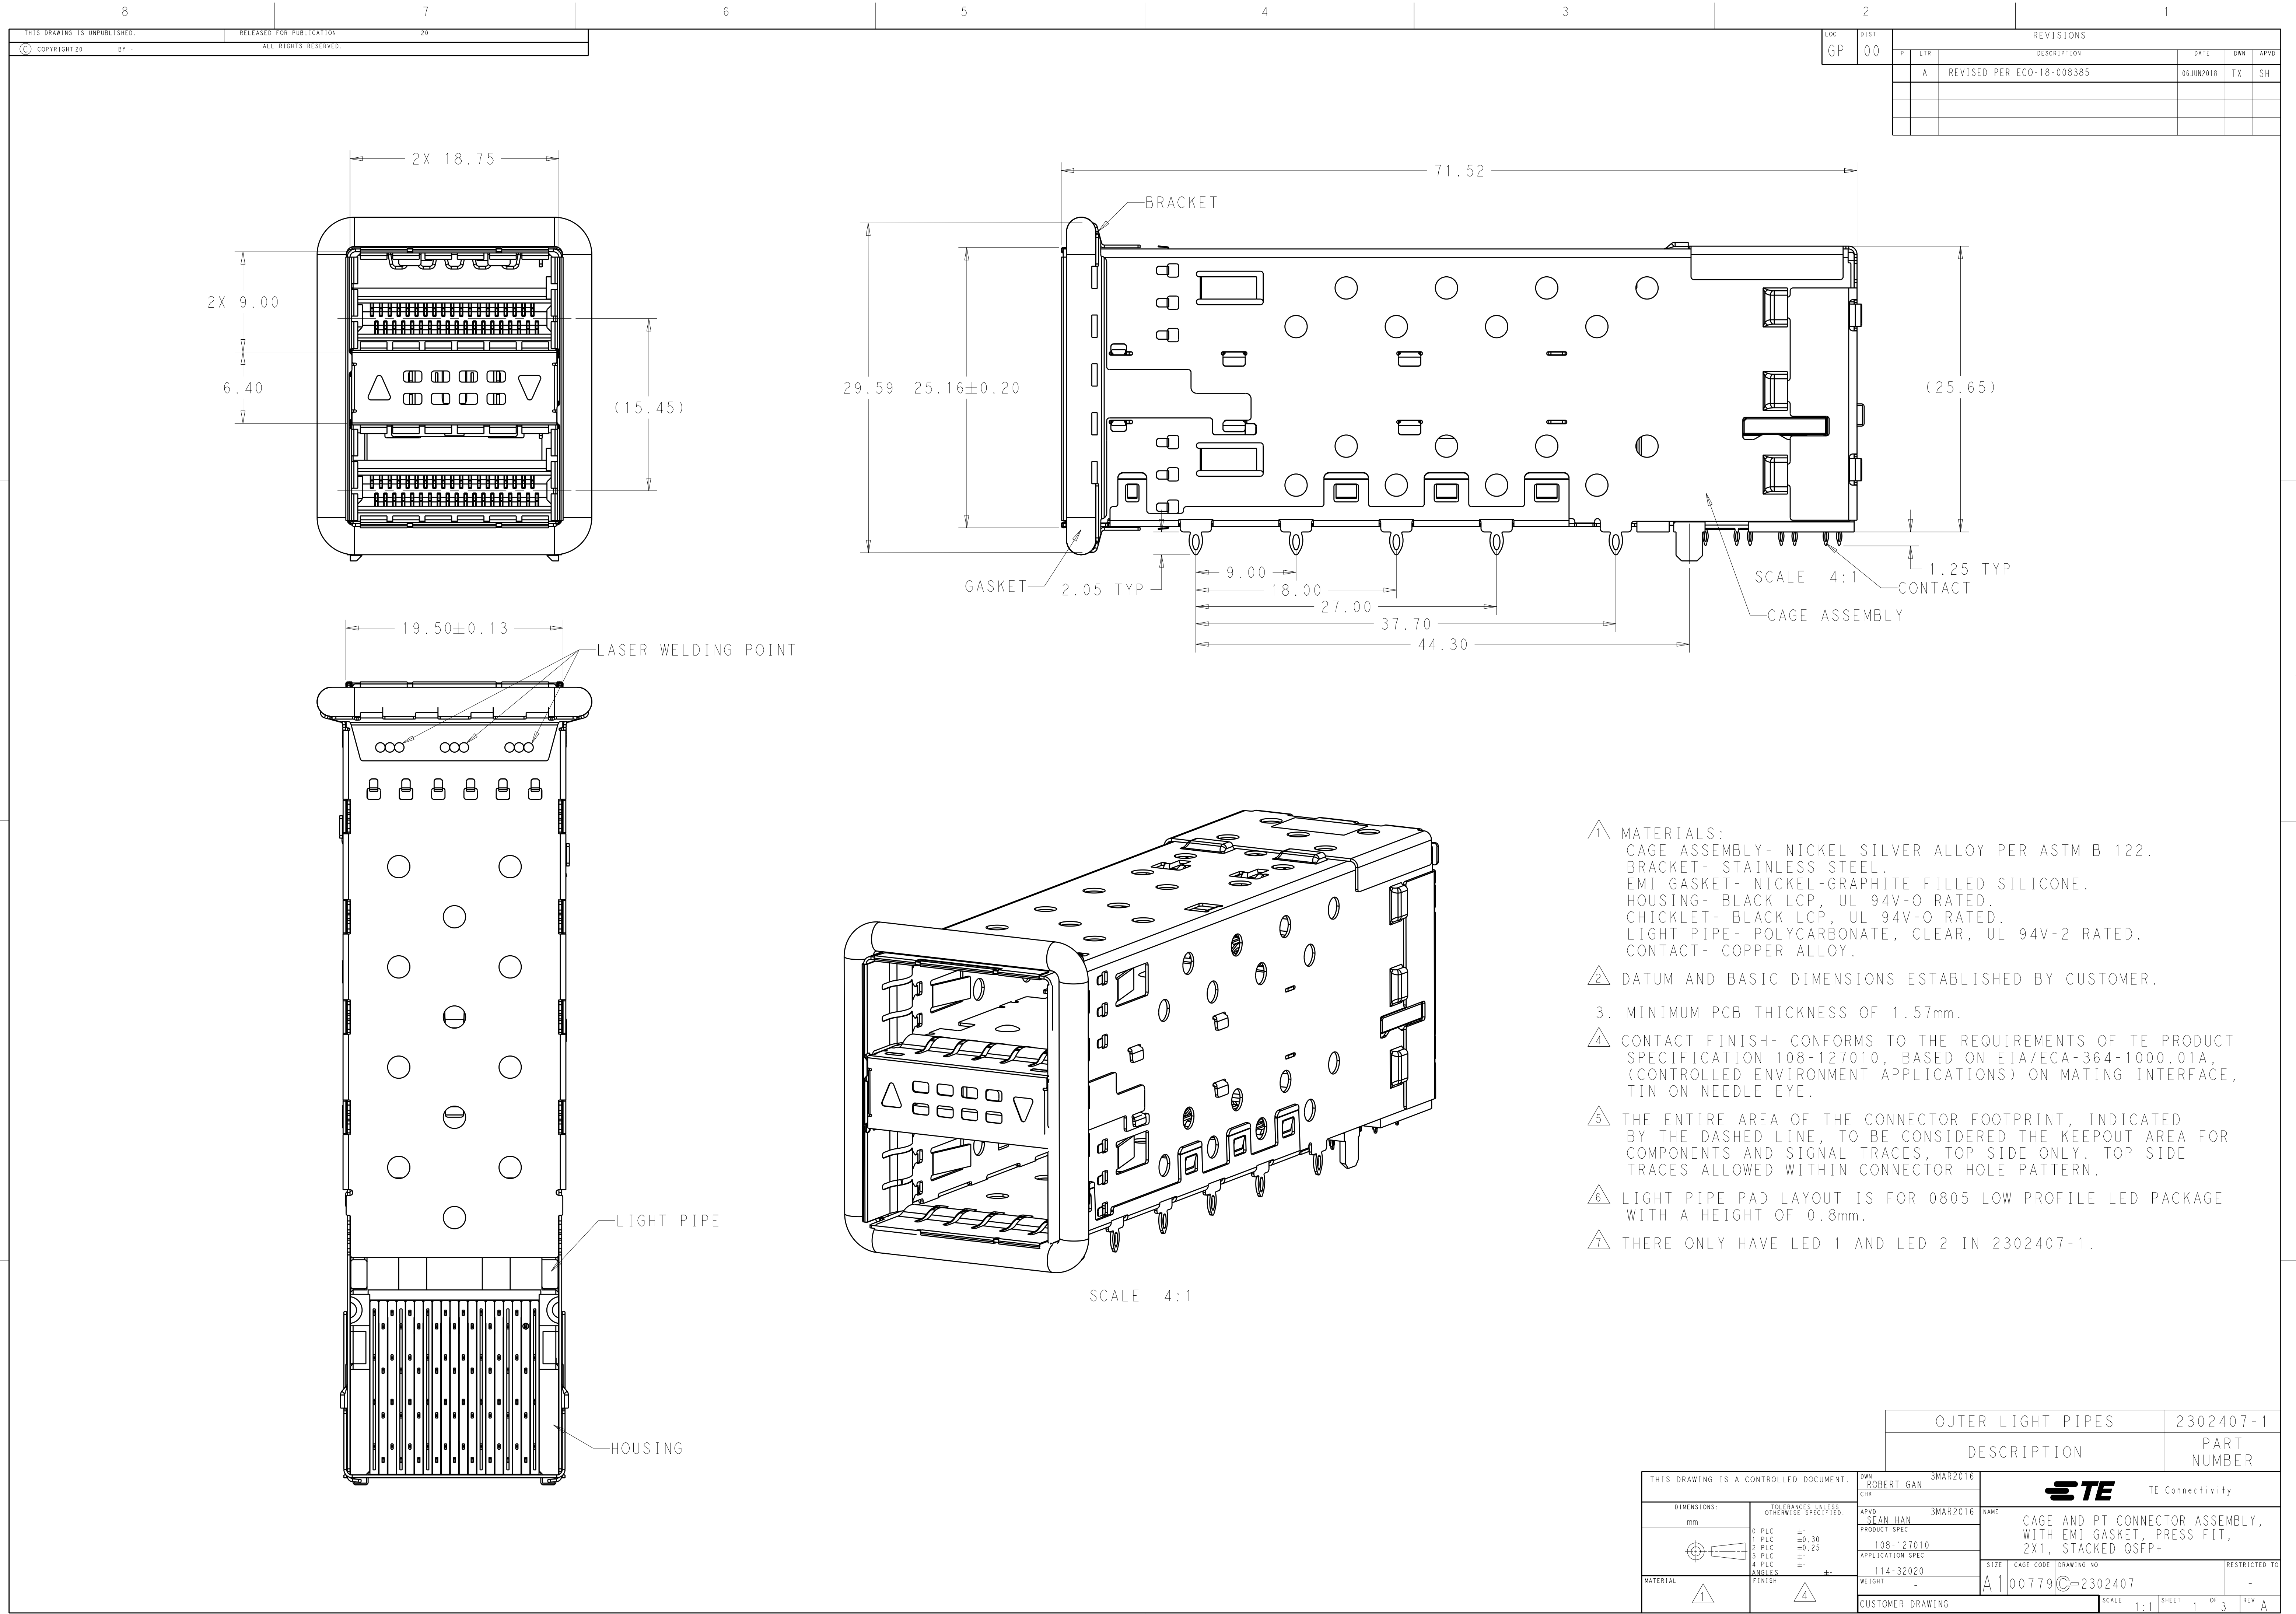 8 7 6 5 4 3 2 1
THIS DRAWING IS UNPUBLISHED. RELEASED FOR PUBLICATION 20
© COPYRIGHT 20 BY - ALL RIGHTS RESERVED.
LOC DIST
GP 00
REVISIONS
P LTR DESCRIPTION DATE DWN APVD
A REVISED PER ECO-18-008385 06JUN2018 TX SH
2X 18.75
2X 9.00
6.40
(15.45)
71.52
BRACKET
29.59
25.16±0.20
(25.65)
GASKET
2.05 TYP
9.00
18.00
27.00
37.70
44.30
SCALE 4:1
1.25 TYP
CONTACT
CAGE ASSEMBLY
19.50±0.13
LASER WELDING POINT
LIGHT PIPE
HOUSING
SCALE 4:1
1 MATERIALS:
CAGE ASSEMBLY- NICKEL SILVER ALLOY PER ASTM B 122.
BRACKET- STAINLESS STEEL.
EMI GASKET- NICKEL-GRAPHITE FILLED SILICONE.
HOUSING- BLACK LCP, UL 94V-O RATED.
CHICKLET- BLACK LCP, UL 94V-O RATED.
LIGHT PIPE- POLYCARBONATE, CLEAR, UL 94V-2 RATED.
CONTACT- COPPER ALLOY.
2 DATUM AND BASIC DIMENSIONS ESTABLISHED BY CUSTOMER.
3. MINIMUM PCB THICKNESS OF 1.57mm.
4 CONTACT FINISH- CONFORMS TO THE REQUIREMENTS OF TE PRODUCT
SPECIFICATION 108-127010, BASED ON EIA/ECA-364-1000.01A,
(CONTROLLED ENVIRONMENT APPLICATIONS) ON MATING INTERFACE,
TIN ON NEEDLE EYE.
5 THE ENTIRE AREA OF THE CONNECTOR FOOTPRINT, INDICATED
BY THE DASHED LINE, TO BE CONSIDERED THE KEEPOUT AREA FOR
COMPONENTS AND SIGNAL TRACES, TOP SIDE ONLY. TOP SIDE
TRACES ALLOWED WITHIN CONNECTOR HOLE PATTERN.
6 LIGHT PIPE PAD LAYOUT IS FOR 0805 LOW PROFILE LED PACKAGE
WITH A HEIGHT OF 0.8mm.
7 THERE ONLY HAVE LED 1 AND LED 2 IN 2302407-1.
OUTER LIGHT PIPES 2302407-1
DESCRIPTION PART NUMBER
THIS DRAWING IS A CONTROLLED DOCUMENT.
DIMENSIONS:
mm
TOLERANCES UNLESS
OTHERWISE SPECIFIED:
0 PLC ±-
1 PLC ±0.30
2 PLC ±0.25
3 PLC ±-
4 PLC ±-
ANGLES ±-
MATERIAL 1
FINISH 4
DWN 3MAR2016
ROBERT GAN
CHK
APVD 3MAR2016
SEAN HAN
PRODUCT SPEC
108-127010
APPLICATION SPEC
114-32020
WEIGHT -
CUSTOMER DRAWING
TE TE Connectivity
NAME
CAGE AND PT CONNECTOR ASSEMBLY,
WITH EMI GASKET, PRESS FIT,
2X1, STACKED QSFP+
SIZE CAGE CODE DRAWING NO RESTRICTED TO
A1 00779 C-2302407 -
SCALE 1:1 SHEET 1 OF 3 REV A